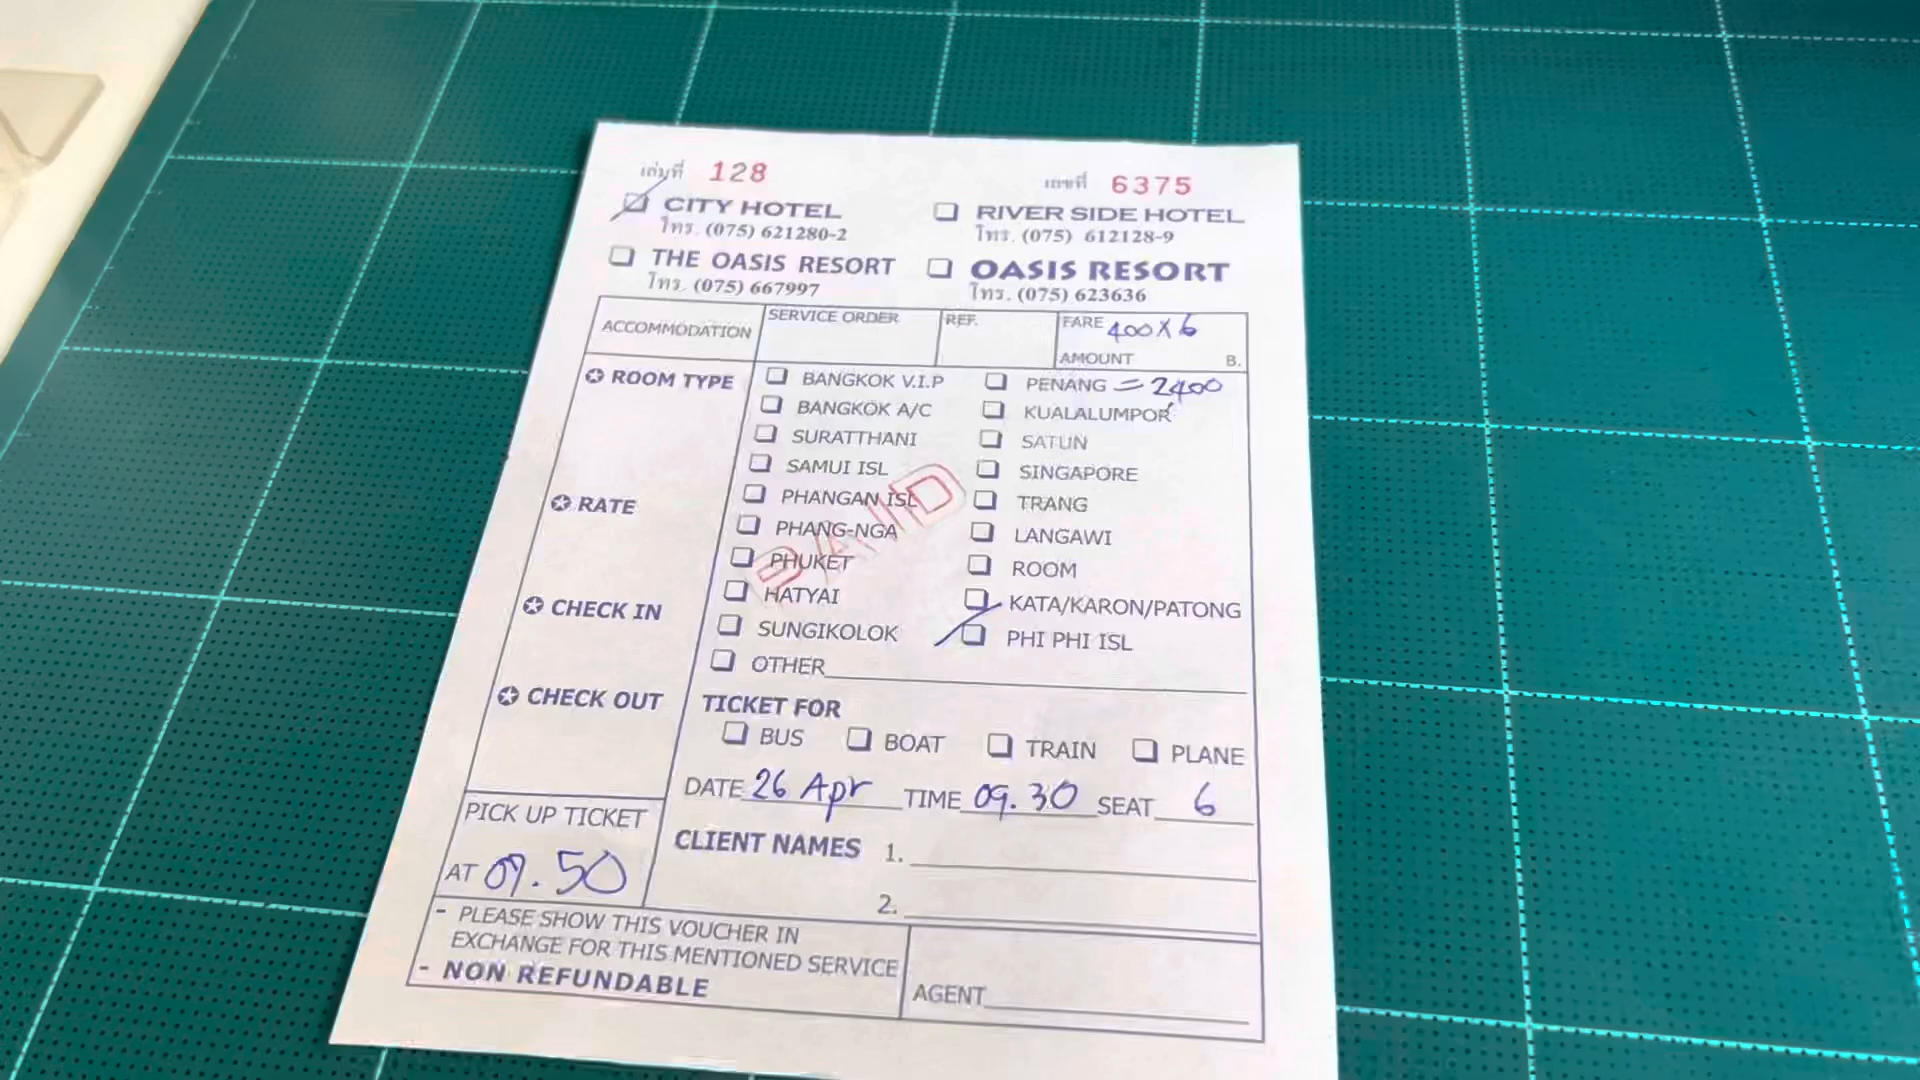 เล่มที่ 128 เลขที่ 6375
CITY HOTEL RIVER SIDE HOTEL
โทร. (075) 621280-2 โทร. (075) 612128-9
THE OASIS RESORT OASIS RESORT
โทร. (075) 667997 โทร. (075) 623636
ACCOMMODATION SERVICE ORDER REF. FARE 400 X 6
AMOUNT B.
ROOM TYPE BANGKOK V.I.P PENANG = 2400
BANGKOK A/C KUALALUMPOR
SURATTHANI SATUN
SAMUI ISL SINGAPORE
RATE PHANGAN ISL TRANG
PHANG-NGA LANGAWI
PAID
PHUKET ROOM
CHECK IN HATYAI KATA/KARON/PATONG
SUNGIKOLOK PHI PHI ISL
OTHER
CHECK OUT TICKET FOR
BUS BOAT TRAIN PLANE
DATE 26 Apr TIME 09.30 SEAT 6
PICK UP TICKET
AT 09.50
CLIENT NAMES 1.
2.
- PLEASE SHOW THIS VOUCHER IN
EXCHANGE FOR THIS MENTIONED SERVICE
- NON REFUNDABLE
AGENT